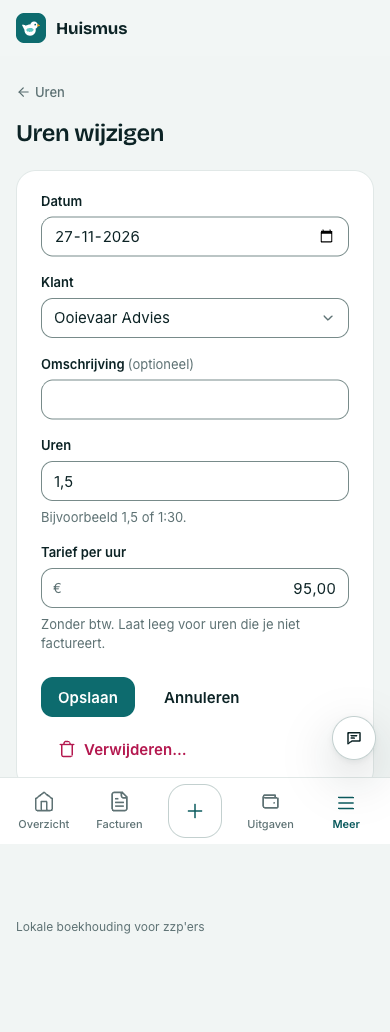 Huismus
Uren
Uren wijzigen
Datum
27-11-2026
Klant
Ooievaar Advies
Omschrijving (optioneel)
Uren
1,5
Bijvoorbeeld 1,5 of 1:30.
Tarief per uur
€ 95,00
Zonder btw. Laat leeg voor uren die je niet
factureert.
Opslaan Annuleren
Verwijderen...
Overzicht Facturen Uitgaven Meer
Lokale boekhouding voor zzp'ers